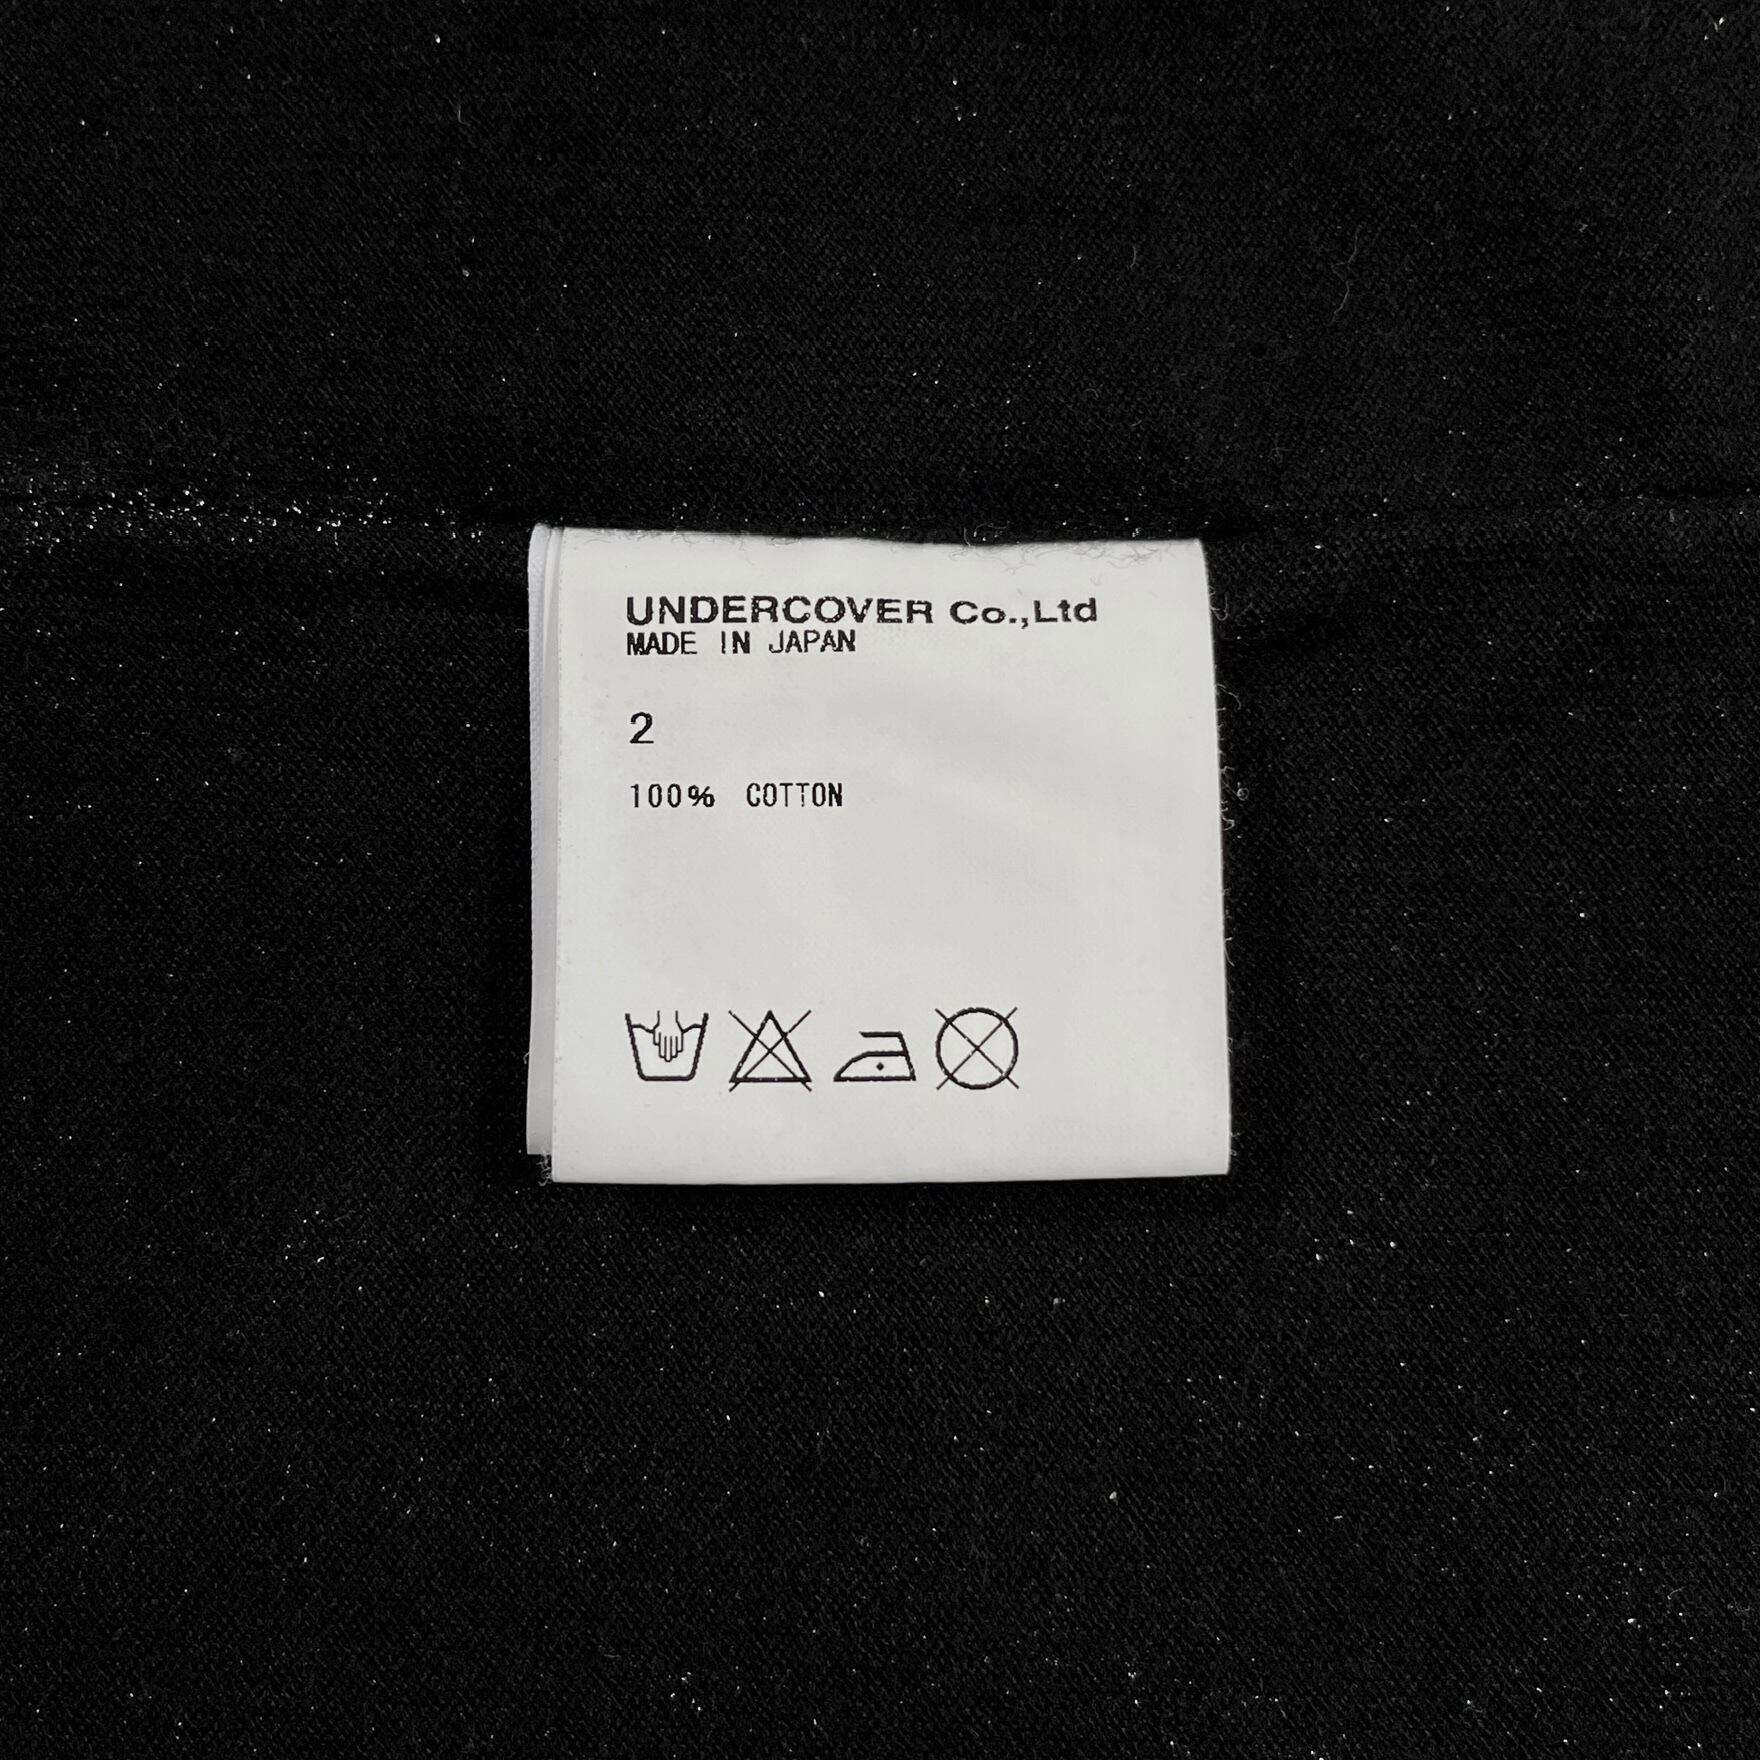 UNDERCOVER Co.,Ltd
MADE IN JAPAN
2
100% COTTON